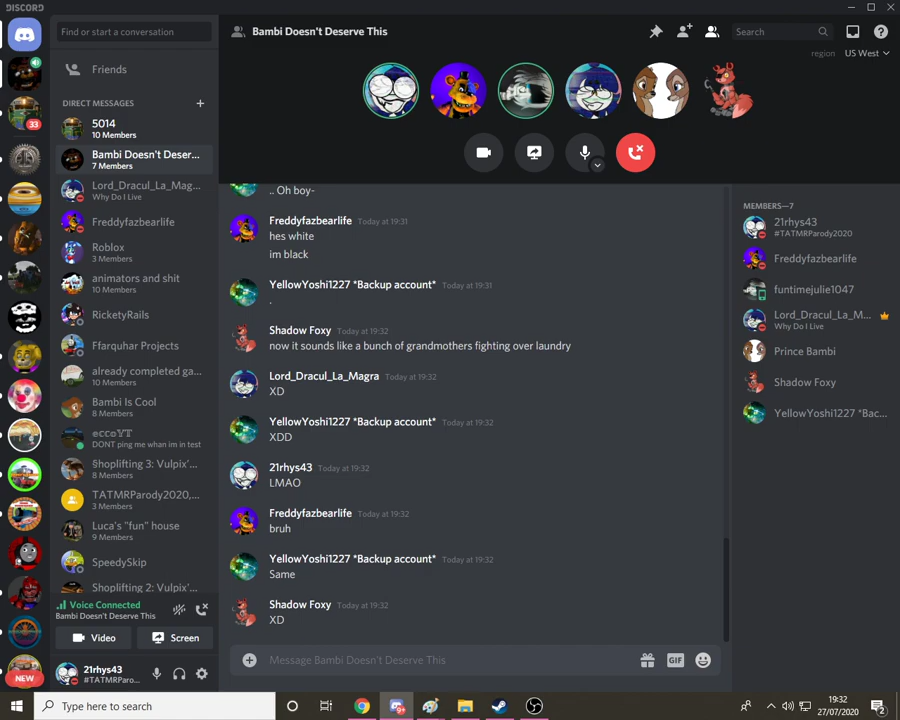 DISCORD
Find or start a conversation
Friends
DIRECT MESSAGES
5014
10 Members
Bambi Doesn't Deser...
7 Members
Lord_Dracul_La_Mag...
Why Do I Live
Freddyfazbearlife
Roblox
3 Members
animators and shit
10 Members
RicketyRails
Ffarquhar Projects
already completed ga...
10 Members
Bambi Is Cool
8 Members
𝕖𝕔𝕔𝕠𝕐𝕋
DONT ping me whan im in test
§hoplifting 3: Vulpix'...
8 Members
TATMRParody2020,...
3 Members
Luca's "fun" house
9 Members
SpeedySkip
Shoplifting 2: Vulpix'...
33
NEW
Voice Connected
Bambi Doesn't Deserve This
Video
Screen
21rhys43
#TATMRParo...
Bambi Doesn't Deserve This
Search
region
US West
.. Oh boy-
Freddyfazbearlife Today at 19:31
hes white
im black
YellowYoshi1227 *Backup account* Today at 19:31
.
Shadow Foxy Today at 19:32
now it sounds like a bunch of grandmothers fighting over laundry
Lord_Dracul_La_Magra Today at 19:32
XD
YellowYoshi1227 *Backup account* Today at 19:32
XDD
21rhys43 Today at 19:32
LMAO
Freddyfazbearlife Today at 19:32
bruh
YellowYoshi1227 *Backup account* Today at 19:32
Same
Shadow Foxy Today at 19:32
XD
Message Bambi Doesn't Deserve This
GIF
MEMBERS—7
21rhys43
#TATMRParody2020
Freddyfazbearlife
funtimejulie1047
Lord_Dracul_La_M...
Why Do I Live
Prince Bambi
Shadow Foxy
YellowYoshi1227 *Bac...
Type here to search
19:32
27/07/2020
2